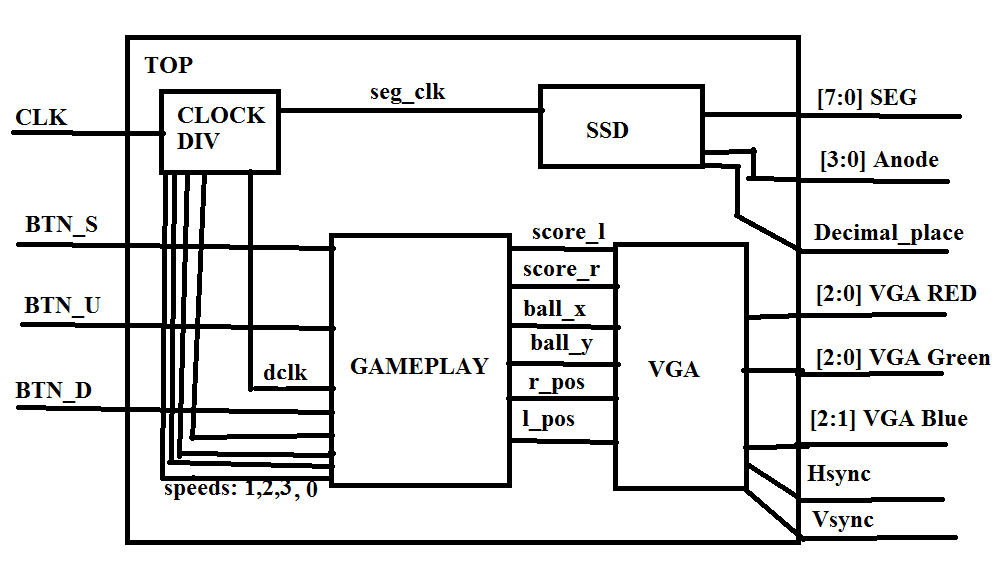 TOP
CLK
CLOCK
DIV
seg_clk
SSD
[7:0] SEG
[3:0] Anode
Decimal_place
BTN_S
BTN_U
BTN_D
dclk
speeds: 1,2,3 , 0
GAMEPLAY
score_l
score_r
ball_x
ball_y
r_pos
l_pos
VGA
[2:0] VGA RED
[2:0] VGA Green
[2:1] VGA Blue
Hsync
Vsync